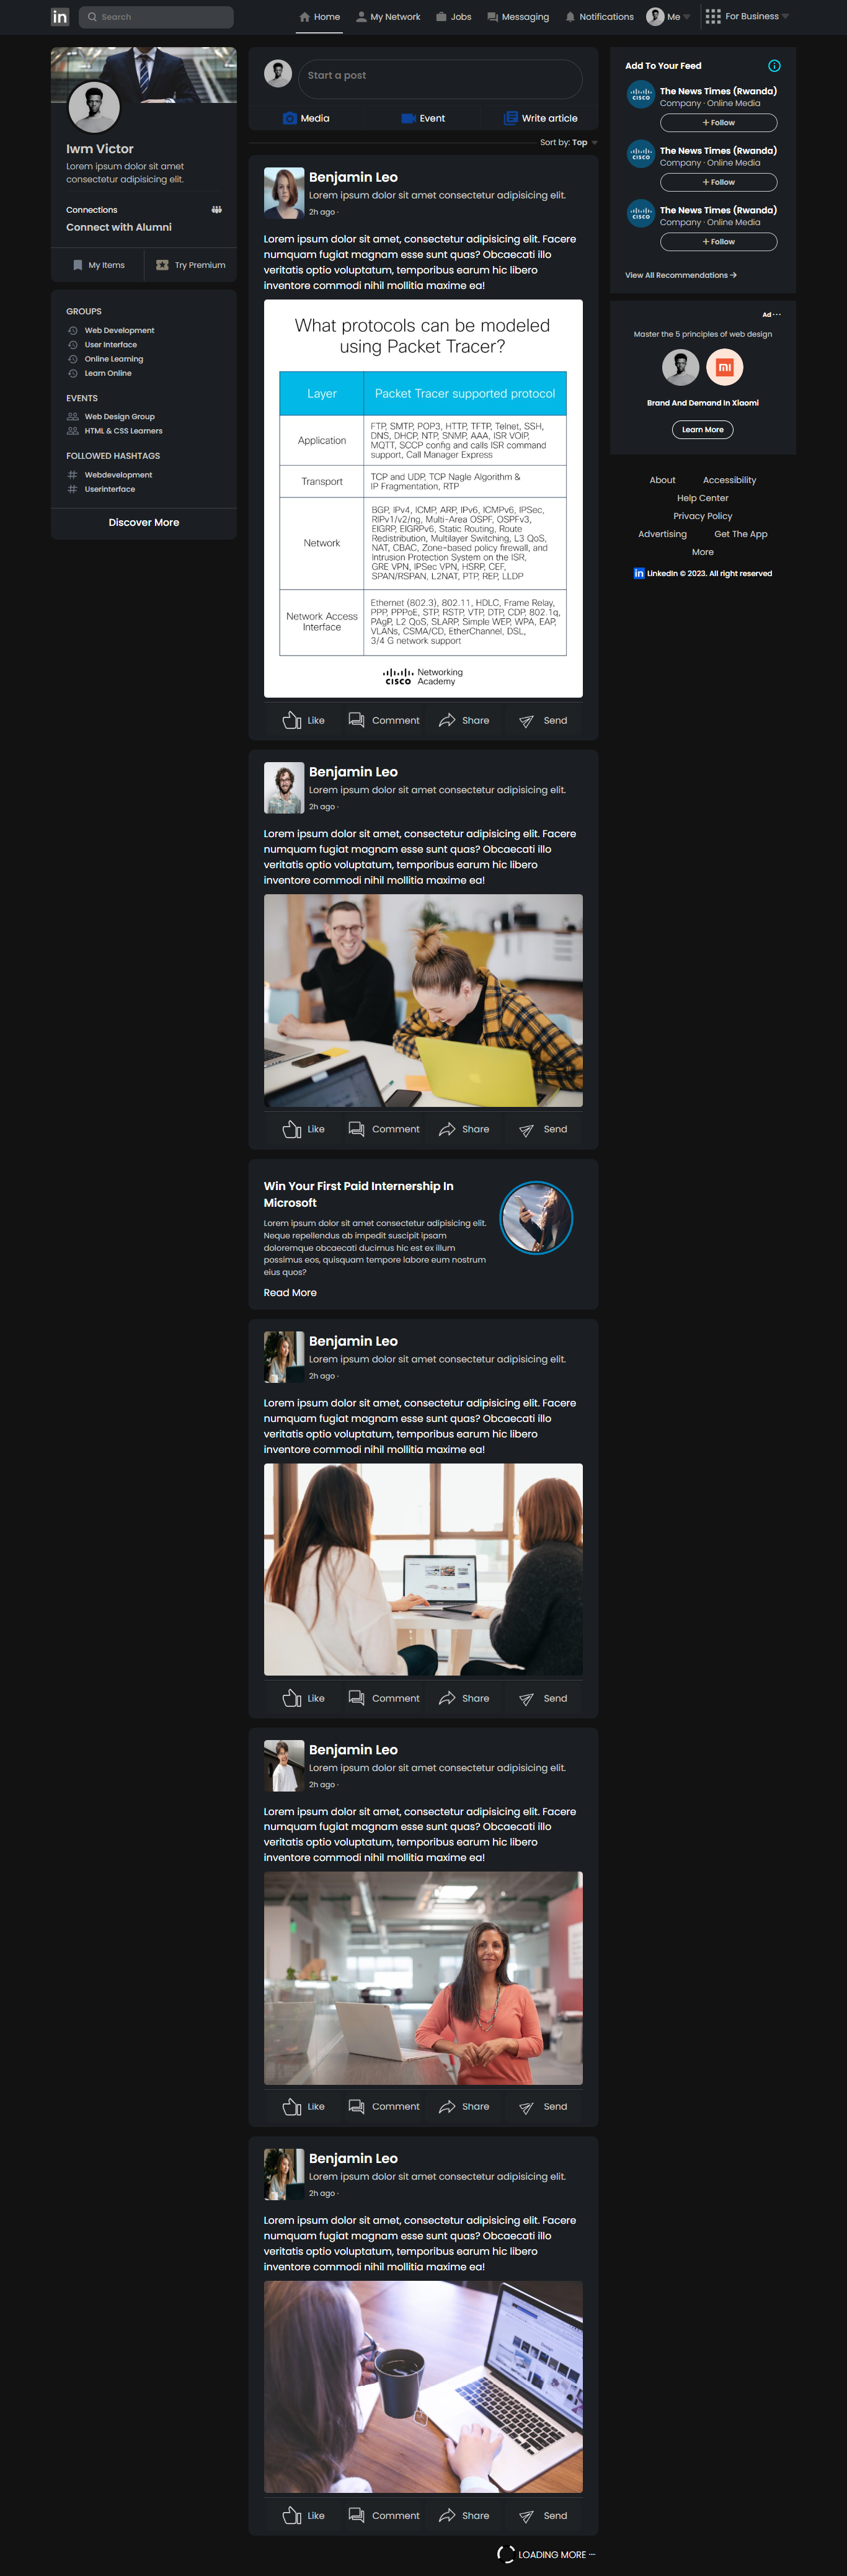 in
Search
Home
My Network
Jobs
Messaging
Notifications
Me
For Business
Iwm Victor
Lorem ipsum dolor sit amet
consectetur adipisicing elit.
Connections
Connect with Alumni
My Items
Try Premium
GROUPS
Web Development
User Interface
Online Learning
Learn Online
EVENTS
Web Design Group
HTML & CSS Learners
FOLLOWED HASHTAGS
Webdevelopment
Userinterface
Discover More
Start a post
Media
Event
Write article
Sort by: Top
Benjamin Leo
Lorem ipsum dolor sit amet consectetur adipisicing elit.
2h ago ·
Lorem ipsum dolor sit amet, consectetur adipisicing elit. Facere
numquam fugiat magnam esse sunt quas? Obcaecati illo
veritatis optio voluptatum, temporibus earum hic libero
inventore commodi nihil mollitia maxime ea!
What protocols can be modeled
using Packet Tracer?
Layer
Packet Tracer supported protocol
Application
FTP, SMTP, POP3, HTTP, TFTP, Telnet, SSH,
DNS, DHCP, NTP, SNMP, AAA, ISR VOIP,
MQTT, SCCP config and calls ISR command
support, Call Manager Express
Transport
TCP and UDP, TCP Nagle Algorithm &
IP Fragmentation, RTP
Network
BGP, IPv4, ICMP, ARP, IPv6, ICMPv6, IPSec,
RIPv1/v2/ng, Multi-Area OSPF, OSPFv3,
EIGRP, EIGRPv6, Static Routing, Route
Redistribution, Multilayer Switching, L3 QoS,
NAT, CBAC, Zone-based policy firewall, and
Intrusion Protection System on the ISR,
GRE VPN, IPSec VPN, HSRP, CEF,
SPAN/RSPAN, L2NAT, PTP, REP, LLDP
Network Access
Interface
Ethernet (802.3), 802.11, HDLC, Frame Relay,
PPP, PPPoE, STP, RSTP, VTP, DTP, CDP, 802.1q,
PAgP, L2 QoS, SLARP, Simple WEP, WPA, EAP,
VLANs, CSMA/CD, EtherChannel, DSL,
3/4 G network support
CISCO
Networking
Academy
Like
Comment
Share
Send
Benjamin Leo
Lorem ipsum dolor sit amet consectetur adipisicing elit.
2h ago ·
Lorem ipsum dolor sit amet, consectetur adipisicing elit. Facere
numquam fugiat magnam esse sunt quas? Obcaecati illo
veritatis optio voluptatum, temporibus earum hic libero
inventore commodi nihil mollitia maxime ea!
Like
Comment
Share
Send
Win Your First Paid Internship In
Microsoft
Lorem ipsum dolor sit amet consectetur adipisicing elit.
Neque repellendus ab impedit suscipit ipsam
doloremque obcaecati ducimus hic est ex illum
possimus eos, quisquam tempore labore eum nostrum
eius quos?
Read More
Benjamin Leo
Lorem ipsum dolor sit amet consectetur adipisicing elit.
2h ago ·
Lorem ipsum dolor sit amet, consectetur adipisicing elit. Facere
numquam fugiat magnam esse sunt quas? Obcaecati illo
veritatis optio voluptatum, temporibus earum hic libero
inventore commodi nihil mollitia maxime ea!
Like
Comment
Share
Send
Benjamin Leo
Lorem ipsum dolor sit amet consectetur adipisicing elit.
2h ago ·
Lorem ipsum dolor sit amet, consectetur adipisicing elit. Facere
numquam fugiat magnam esse sunt quas? Obcaecati illo
veritatis optio voluptatum, temporibus earum hic libero
inventore commodi nihil mollitia maxime ea!
Like
Comment
Share
Send
Benjamin Leo
Lorem ipsum dolor sit amet consectetur adipisicing elit.
2h ago ·
Lorem ipsum dolor sit amet, consectetur adipisicing elit. Facere
numquam fugiat magnam esse sunt quas? Obcaecati illo
veritatis optio voluptatum, temporibus earum hic libero
inventore commodi nihil mollitia maxime ea!
Design
Like
Comment
Share
Send
LOADING MORE ...
Add To Your Feed
CISCO
The News Times (Rwanda)
Company · Online Media
+ Follow
CISCO
The News Times (Rwanda)
Company · Online Media
+ Follow
CISCO
The News Times (Rwanda)
Company · Online Media
+ Follow
View All Recommendations →
Ad ···
Master the 5 principles of web design
mi
Brand And Demand In Xiaomi
Learn More
About
Accessibility
Help Center
Privacy Policy
Advertising
Get The App
More
in LinkedIn © 2023. All right reserved